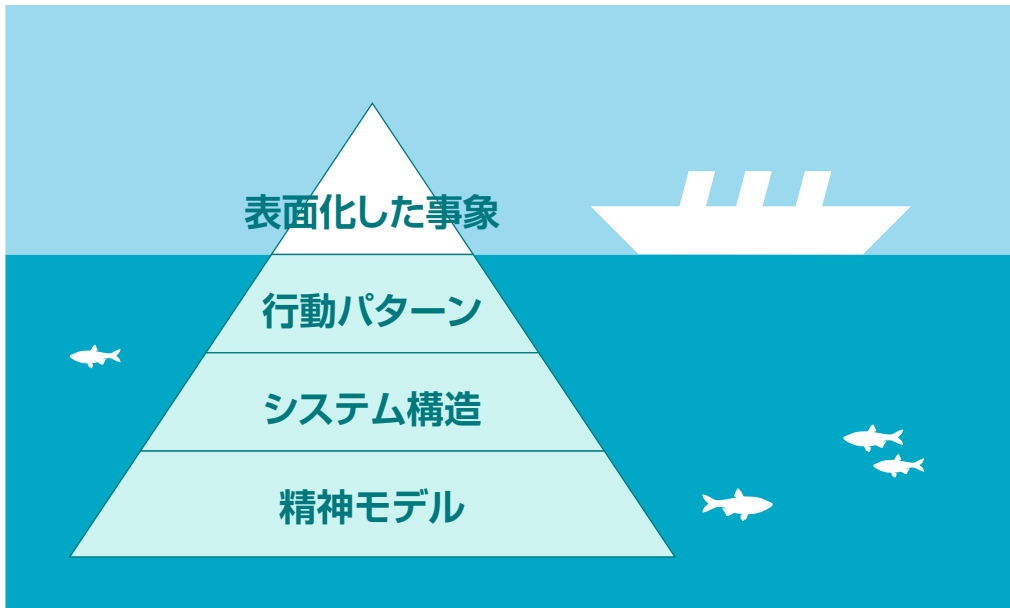 表面化した事象
行動パターン
システム構造
精神モデル